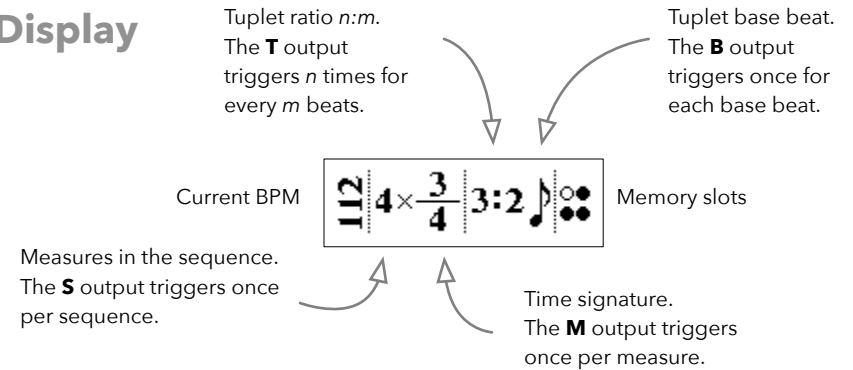 Display
Tuplet ratio n:m.
The T output
triggers n times for
every m beats.
Tuplet base beat.
The B output
triggers once for
each base beat.
Current BPM
112 4× 3/4 3:2
Memory slots
Measures in the sequence.
The S output triggers once
per sequence.
Time signature.
The M output triggers
once per measure.